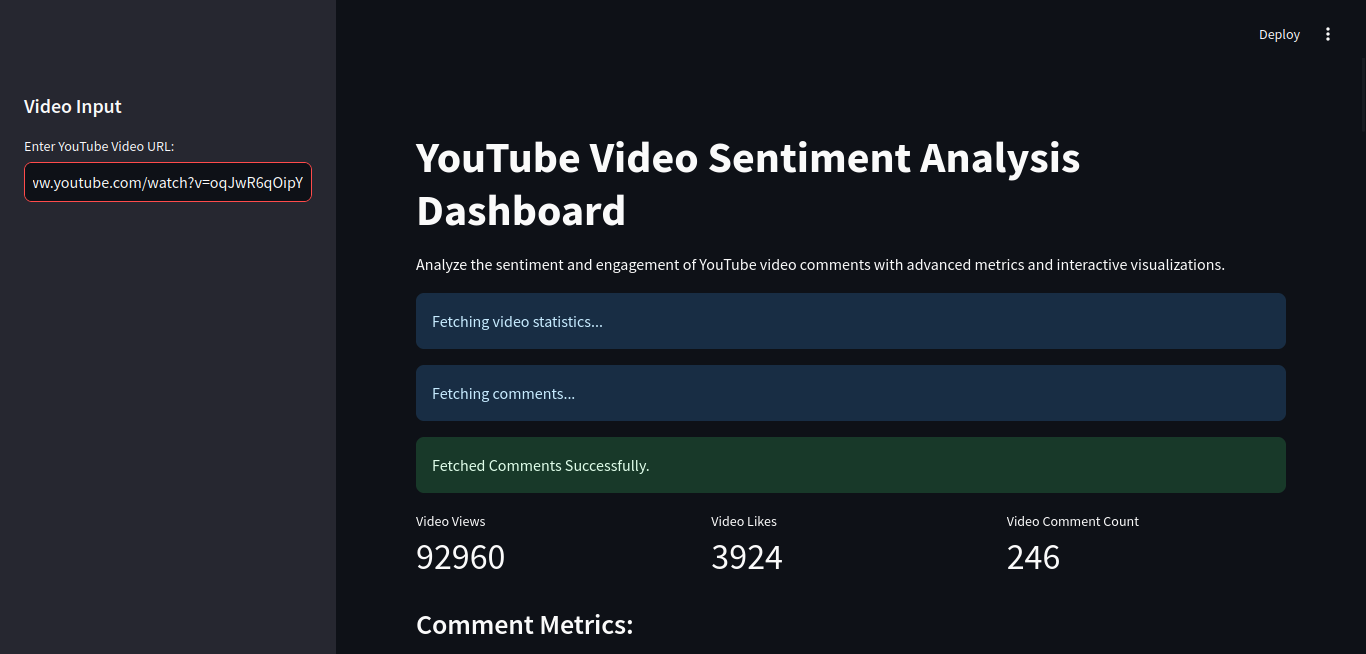 Deploy
Video Input
Enter YouTube Video URL:
vw.youtube.com/watch?v=oqJwR6qOipY
YouTube Video Sentiment Analysis
Dashboard
Analyze the sentiment and engagement of YouTube video comments with advanced metrics and interactive visualizations.
Fetching video statistics...
Fetching comments...
Fetched Comments Successfully.
Video Views
92960
Video Likes
3924
Video Comment Count
246
Comment Metrics: